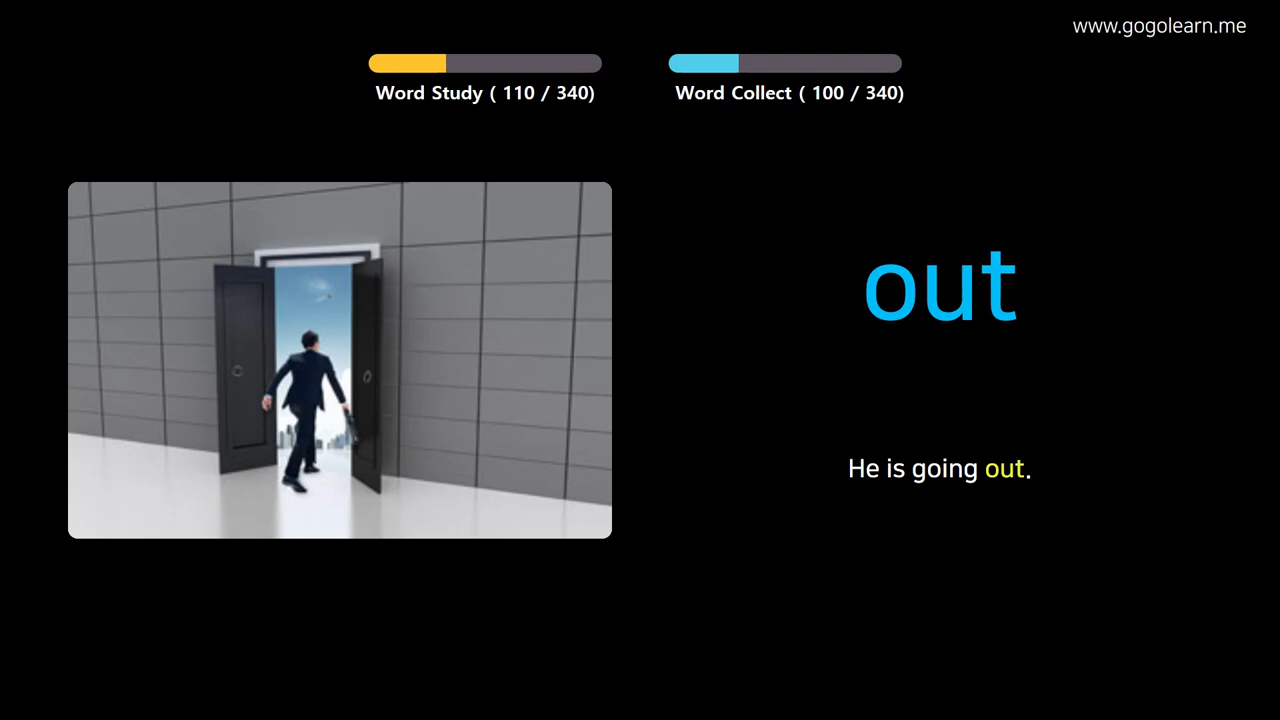 www.gogolearn.me
Word Study ( 110 / 340)
Word Collect ( 100 / 340)
out
He is going out.